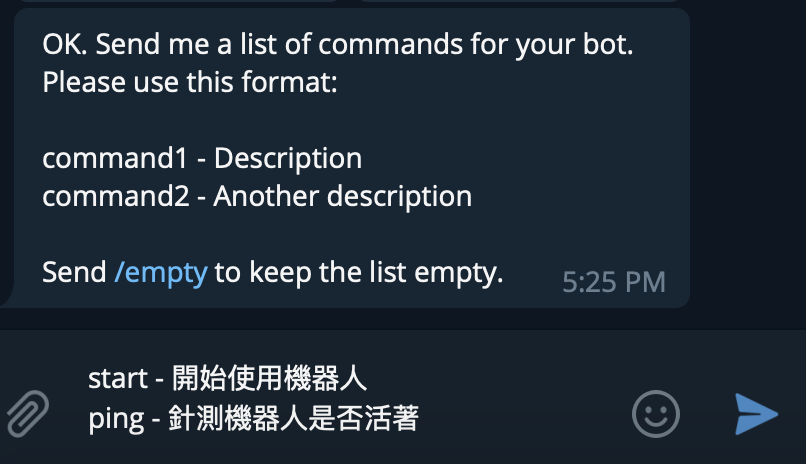 OK. Send me a list of commands for your bot.
Please use this format:
command1 - Description
command2 - Another description
Send /empty to keep the list empty.
5:25 PM
start - 開始使用機器人
ping - 針測機器人是否活著